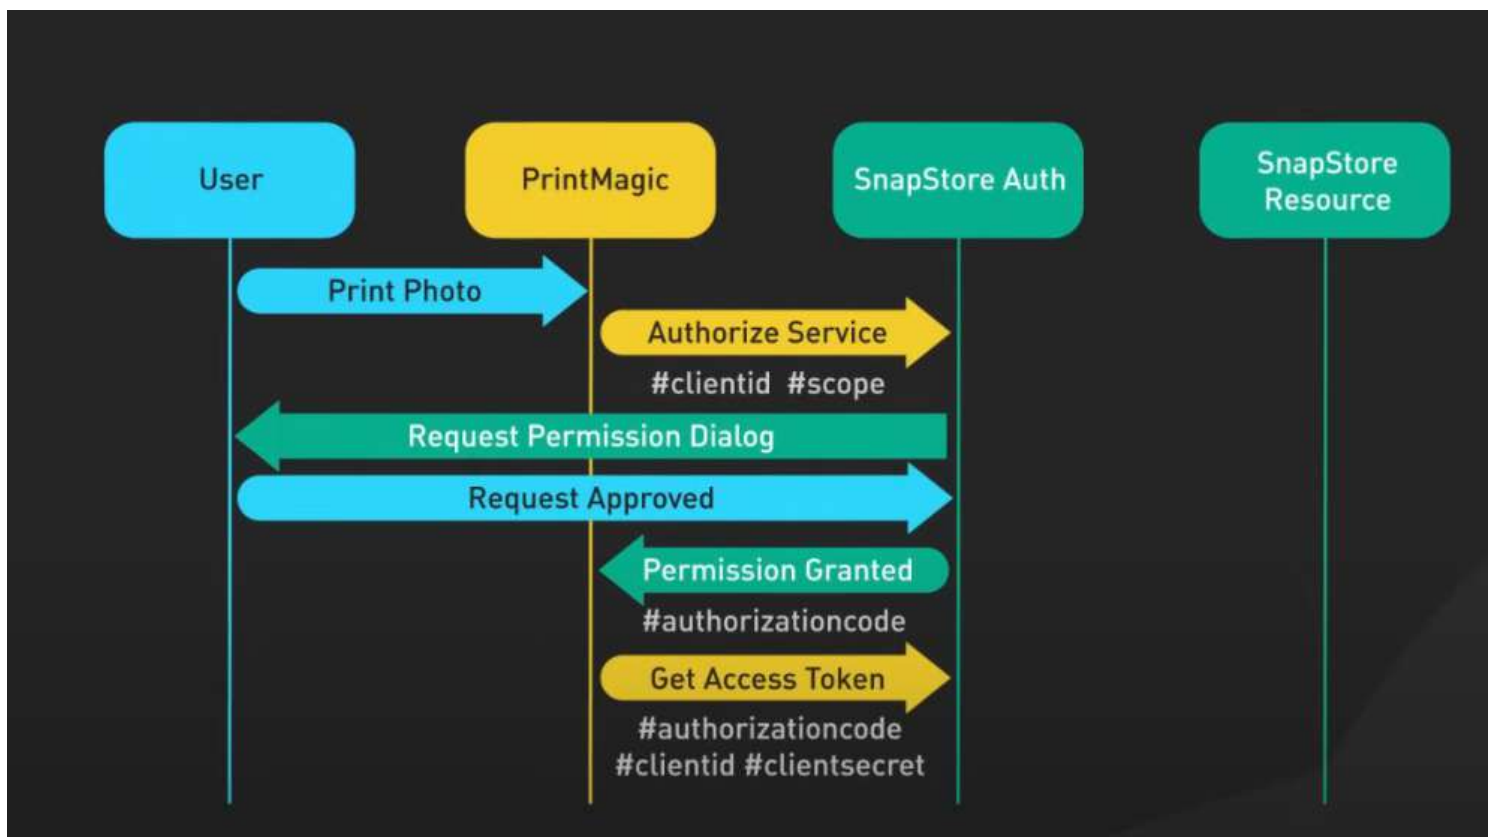 User
PrintMagic
SnapStore Auth
SnapStore
Resource
Print Photo
Authorize Service
#clientid #scope
Request Permission Dialog
Request Approved
Permission Granted
#authorizationcode
Get Access Token
#authorizationcode
#clientid #clientsecret